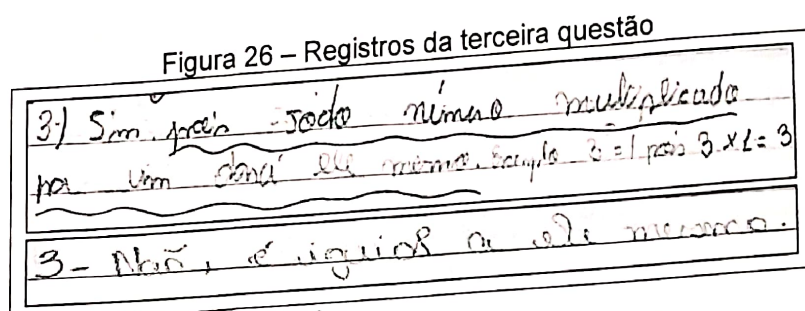 Figura 26 – Registros da terceira questão
3-) Sim, pois todo número multiplicado
por um dará ele mesmo. Exemplo 3 = 1 pois 3 x 1 = 3
3- Não, é iguial a ele mesmo.